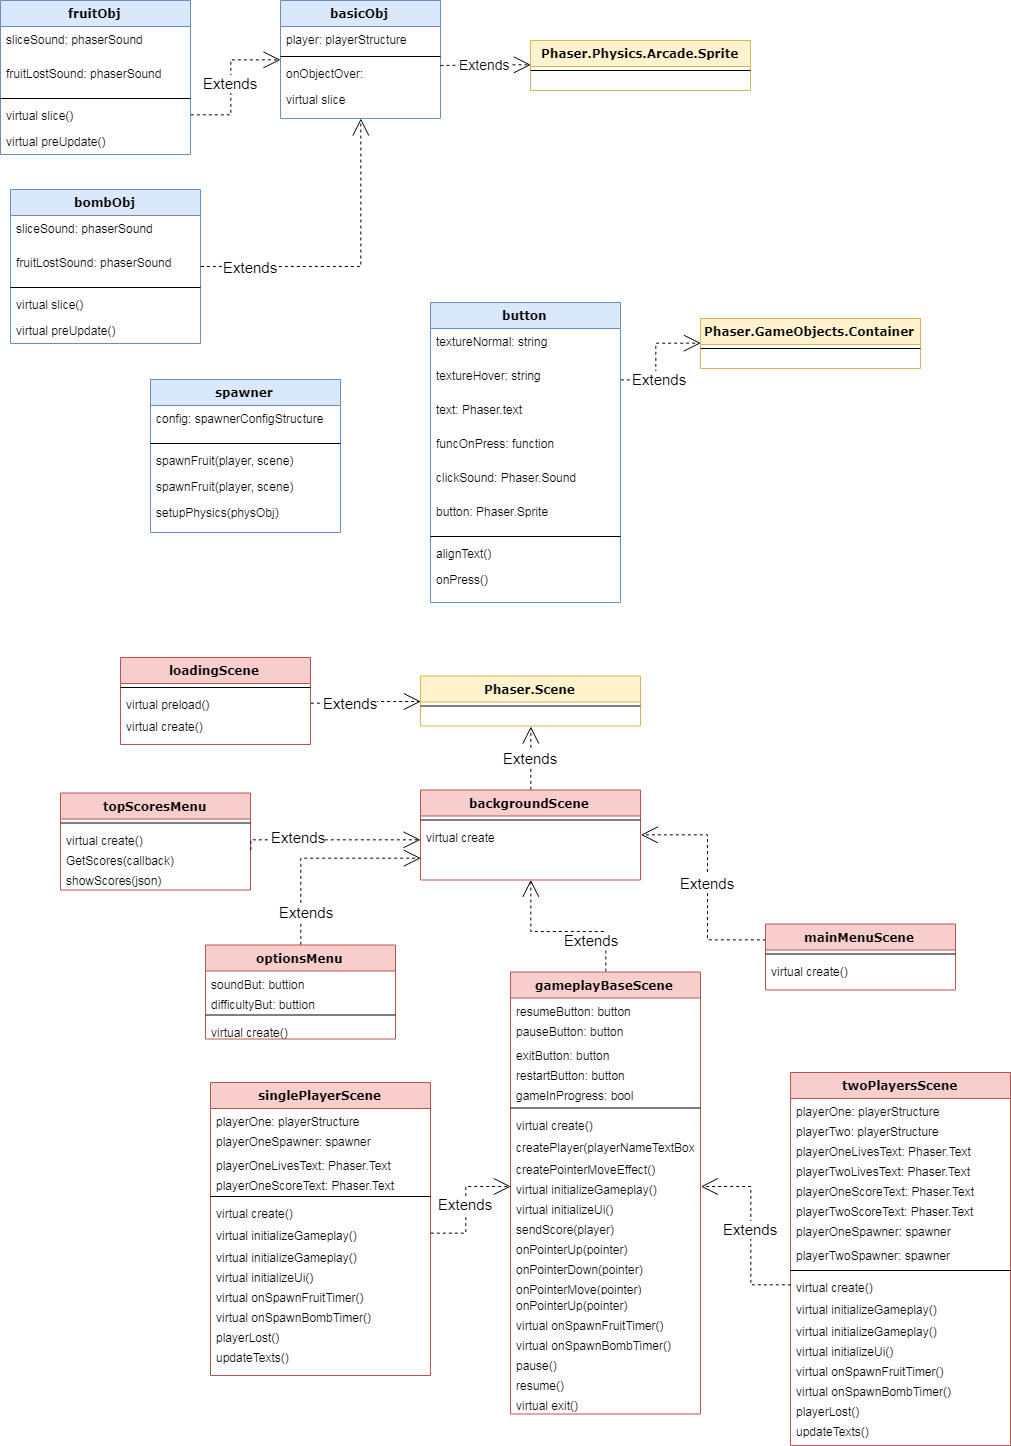 fruitObj
sliceSound: phaserSound
fruitLostSound: phaserSound
virtual slice()
virtual preUpdate()
Extends
basicObj
player: playerStructure
onObjectOver:
virtual slice
Extends
Phaser.Physics.Arcade.Sprite
bombObj
sliceSound: phaserSound
fruitLostSound: phaserSound
virtual slice()
virtual preUpdate()
Extends
spawner
config: spawnerConfigStructure
spawnFruit(player, scene)
spawnFruit(player, scene)
setupPhysics(physObj)
button
textureNormal: string
textureHover: string
text: Phaser.text
funcOnPress: function
clickSound: Phaser.Sound
button: Phaser.Sprite
alignText()
onPress()
Extends
Phaser.GameObjects.Container
loadingScene
virtual preload()
virtual create()
Extends
Phaser.Scene
Extends
topScoresMenu
virtual create()
GetScores(callback)
showScores(json)
Extends
backgroundScene
virtual create
Extends
optionsMenu
soundBut: buttion
difficultyBut: buttion
virtual create()
Extends
Extends
mainMenuScene
virtual create()
gameplayBaseScene
resumeButton: button
pauseButton: button
exitButton: button
restartButton: button
gameInProgress: bool
virtual create()
createPlayer(playerNameTextBox
createPointerMoveEffect()
virtual initializeGameplay()
virtual initializeUi()
sendScore(player)
onPointerUp(pointer)
onPointerDown(pointer)
onPointerMove(pointer)
onPointerUp(pointer)
virtual onSpawnFruitTimer()
virtual onSpawnBombTimer()
pause()
resume()
virtual exit()
singlePlayerScene
playerOne: playerStructure
playerOneSpawner: spawner
playerOneLivesText: Phaser.Text
playerOneScoreText: Phaser.Text
virtual create()
virtual initializeGameplay()
virtual initializeGameplay()
virtual initializeUi()
virtual onSpawnFruitTimer()
virtual onSpawnBombTimer()
playerLost()
updateTexts()
Extends
Extends
twoPlayersScene
playerOne: playerStructure
playerTwo: playerStructure
playerOneLivesText: Phaser.Text
playerTwoLivesText: Phaser.Text
playerOneScoreText: Phaser.Text
playerTwoScoreText: Phaser.Text
playerOneSpawner: spawner
playerTwoSpawner: spawner
virtual create()
virtual initializeGameplay()
virtual initializeGameplay()
virtual initializeUi()
virtual onSpawnFruitTimer()
virtual onSpawnBombTimer()
playerLost()
updateTexts()